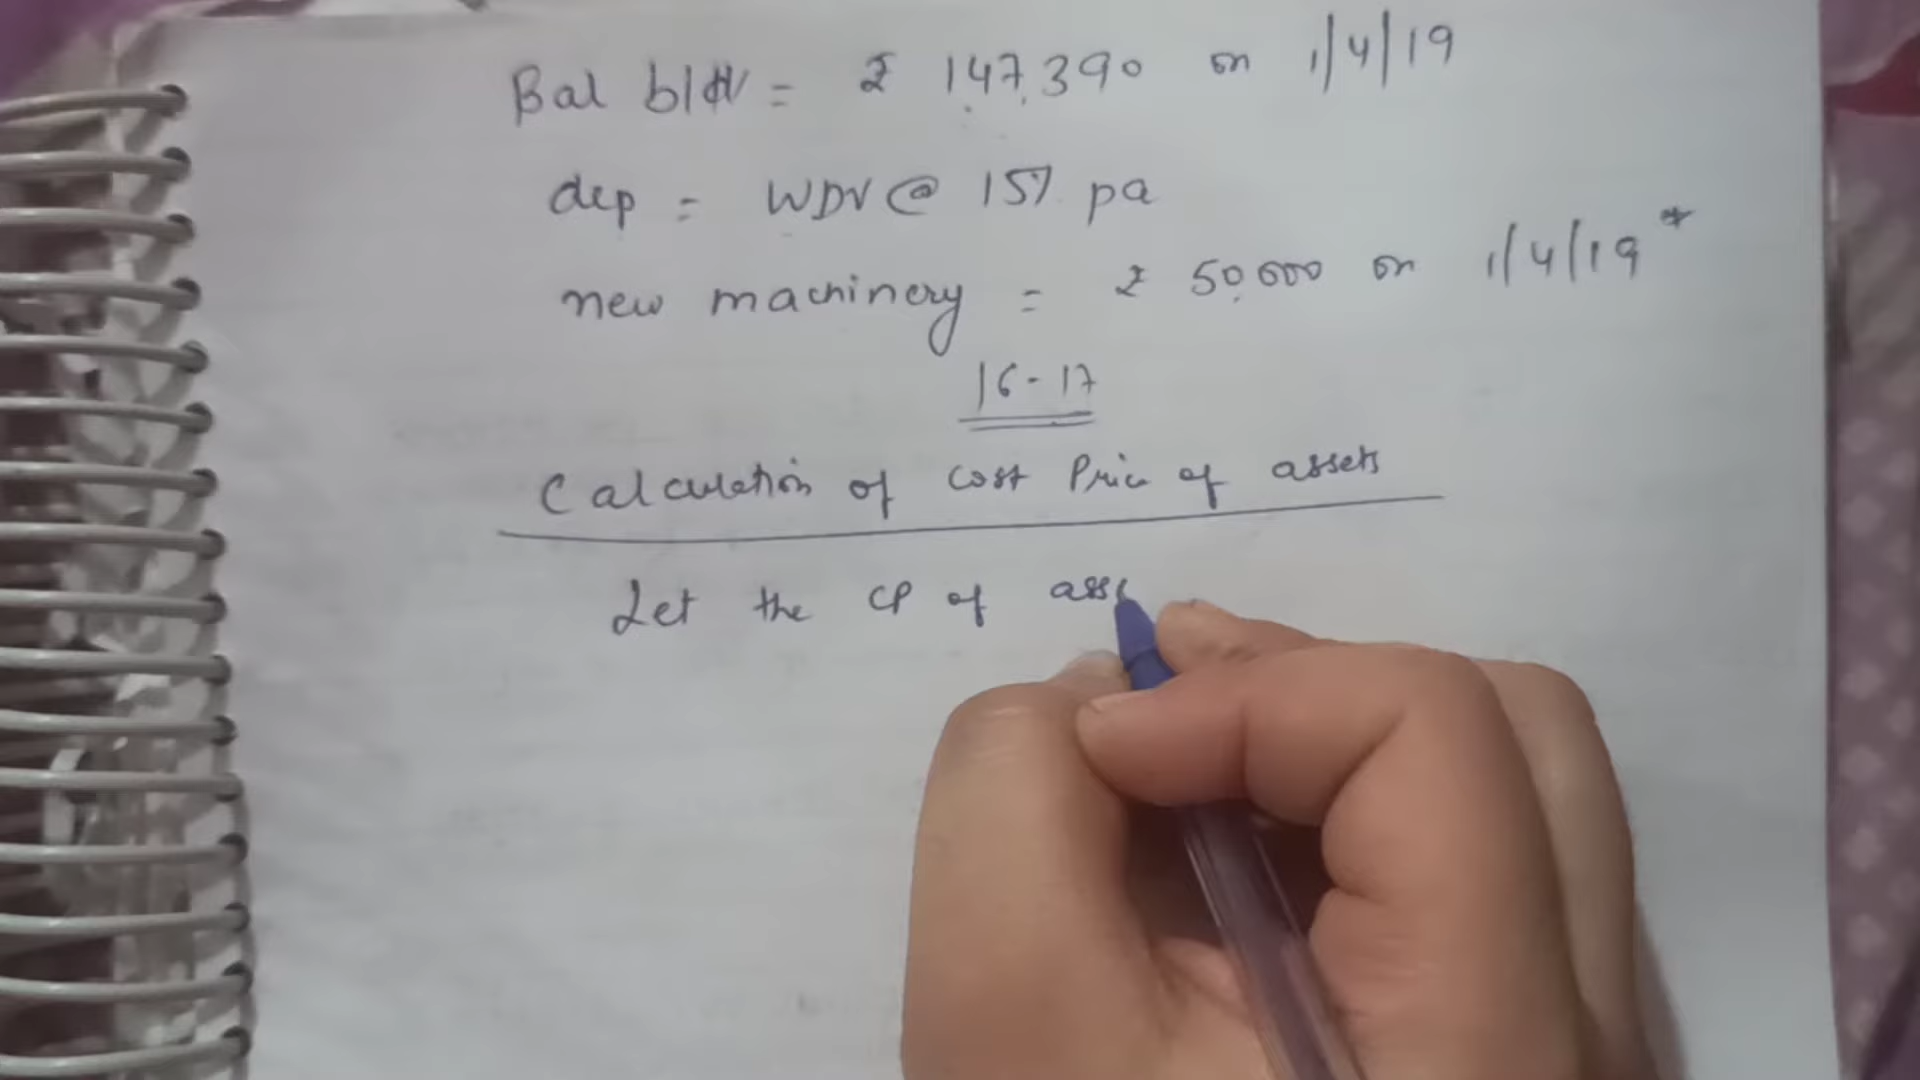 Bal b/d = ₹ 147,390 on 1/4/19
dep = WDV @ 15% pa
new machinery = ₹ 50,000 on 1/4/19 *
16-17
Calculation of cost Price of assets
Let the CP of asse